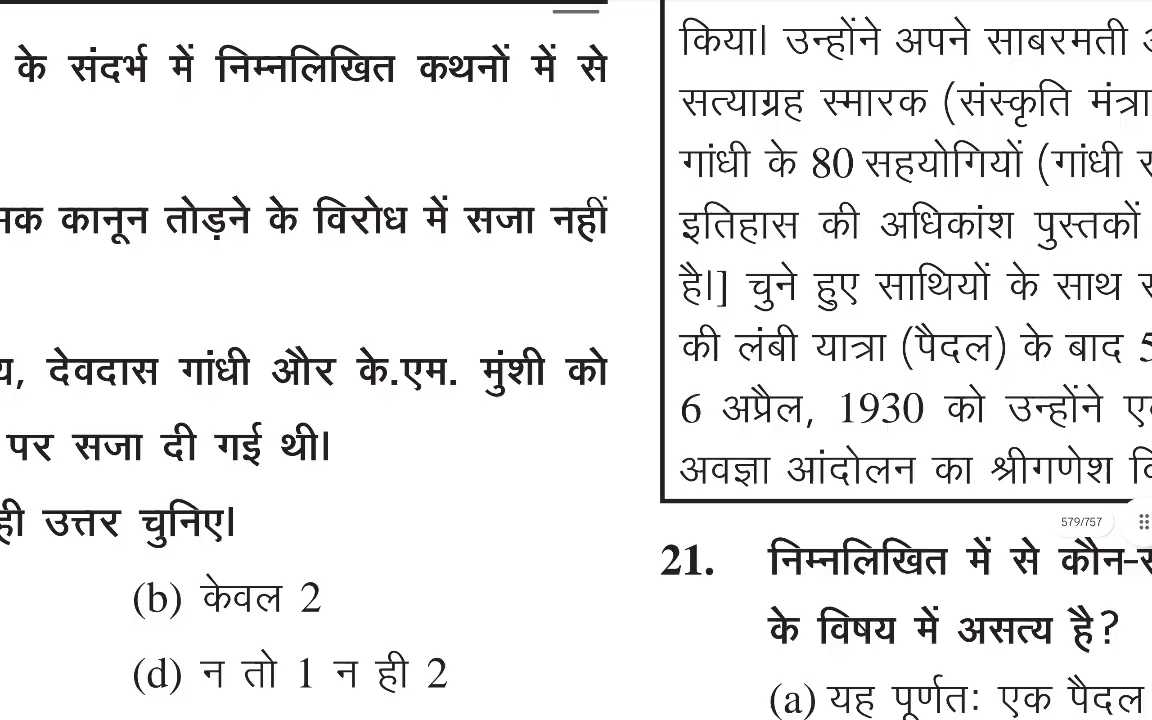 के संदर्भ में निम्नलिखित कथनों में से
कानून तोड़ने के विरोध में सजा नहीं
देवदास गांधी और के.एम. मुंशी को
पर सजा दी गई थी।
उत्तर चुनिए।
(b) केवल 2
(d) न तो 1 न ही 2
किया। उन्होंने अपने साबरमती
सत्याग्रह स्मारक (संस्कृति
गांधी के 80 सहयोगियों (गांधी
इतिहास की अधिकांश पुस्तकों
है।] चुने हुए साथियों के साथ
की लंबी यात्रा (पैदल) के बाद 5
6 अप्रैल, 1930 को उन्होंने
अवज्ञा आंदोलन का श्रीगणेश
579/757
21. निम्नलिखित में से
के विषय में असत्य है?
(a) यह पूर्णतः एक पैदल